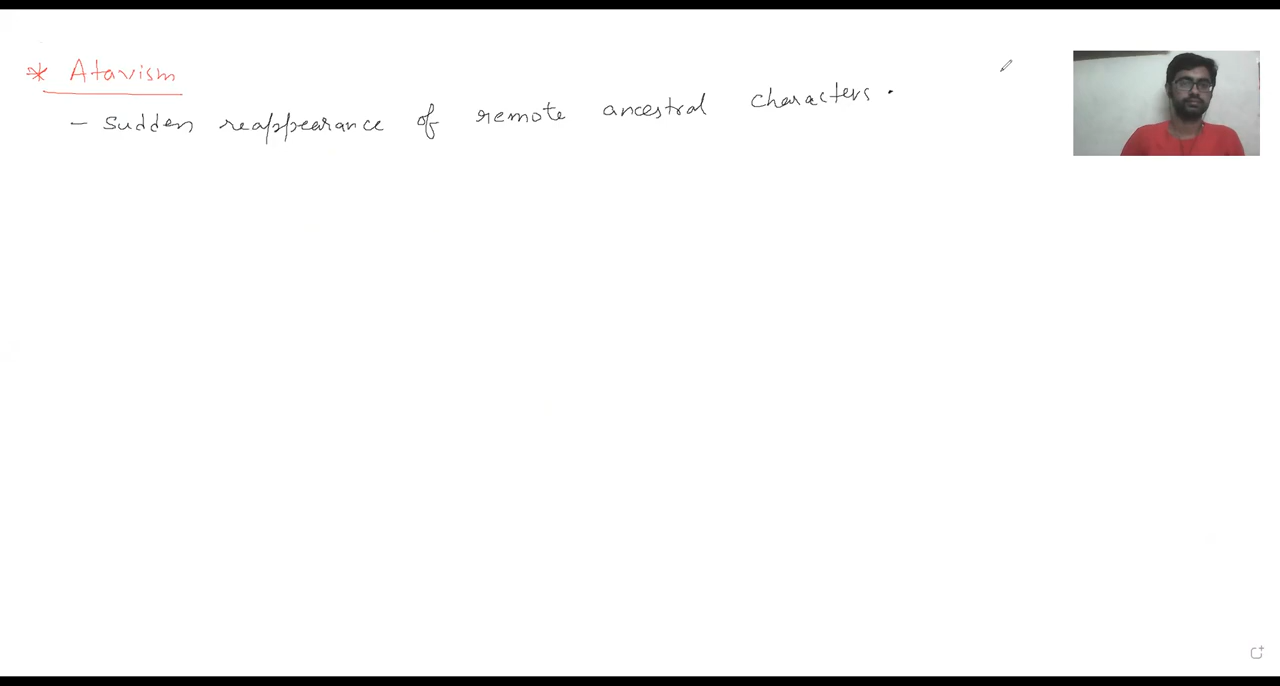 * Atavism
- Sudden reappearance of remote ancestral characters.